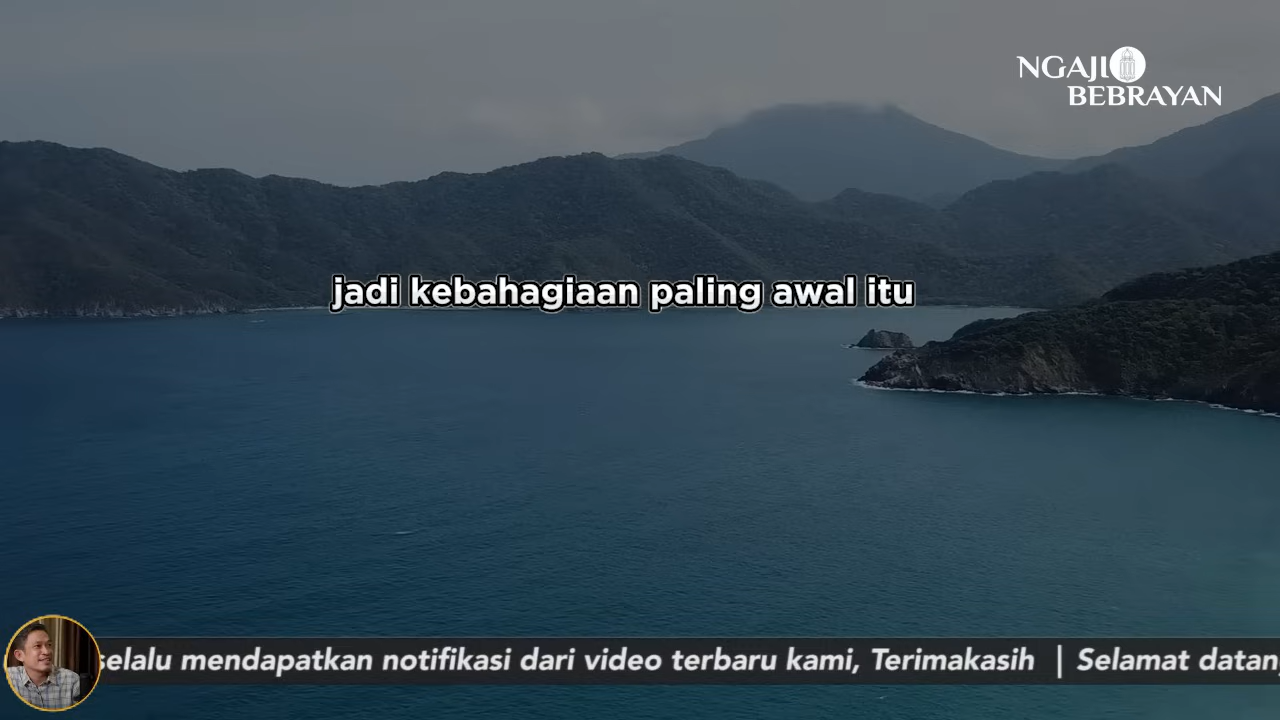 NGAJI
BEBRAYAN
jadi kebahagiaan paling awal itu
selalu mendapatkan notifikasi dari video terbaru kami, Terimakasih | Selamat datan